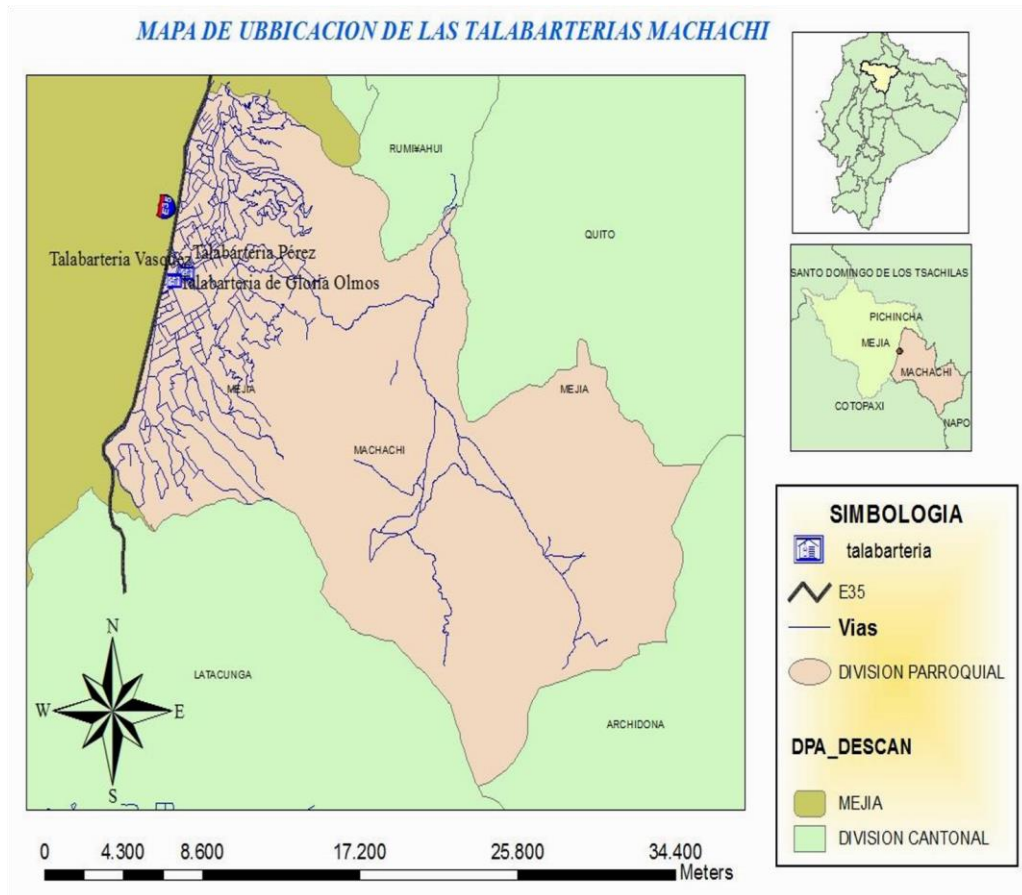 MAPA DE UBBICACION DE LAS TALABARTERIAS MACHACHI
RUMIÑAHUI
QUITO
E35
Talabarteria Vasquez
Talabarteria Pérez
Talabarteria de Gloria Olmos
MEJIA
MEJIA
MACHACHI
LATACUNGA
ARCHIDONA
N
W
E
S
0 4.300 8.600 17.200 25.800 34.400
Meters
SANTO DOMINGO DE LOS TSACHILAS
PICHINCHA
MEJIA
MACHACHI
COTOPAXI
NAPO
SIMBOLOGIA
talabarteria
E35
Vias
DIVISION PARROQUIAL
DPA_DESCAN
MEJIA
DIVISION CANTONAL